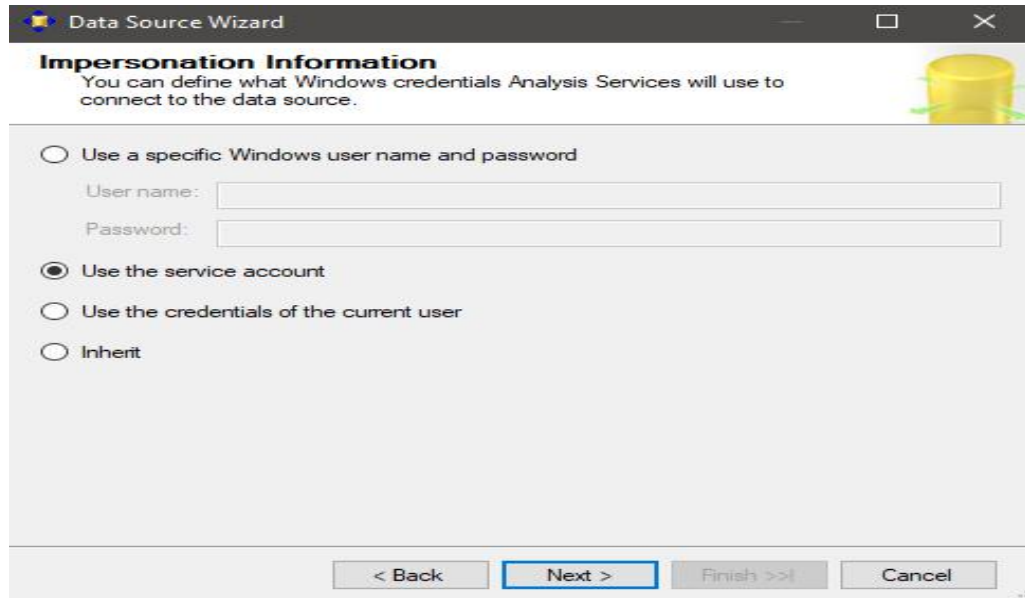 Data Source Wizard
Impersonation Information
You can define what Windows credentials Analysis Services will use to
connect to the data source.
Use a specific Windows user name and password
User name:
Password:
Use the service account
Use the credentials of the current user
Inherit
< Back Next > Finish >>| Cancel